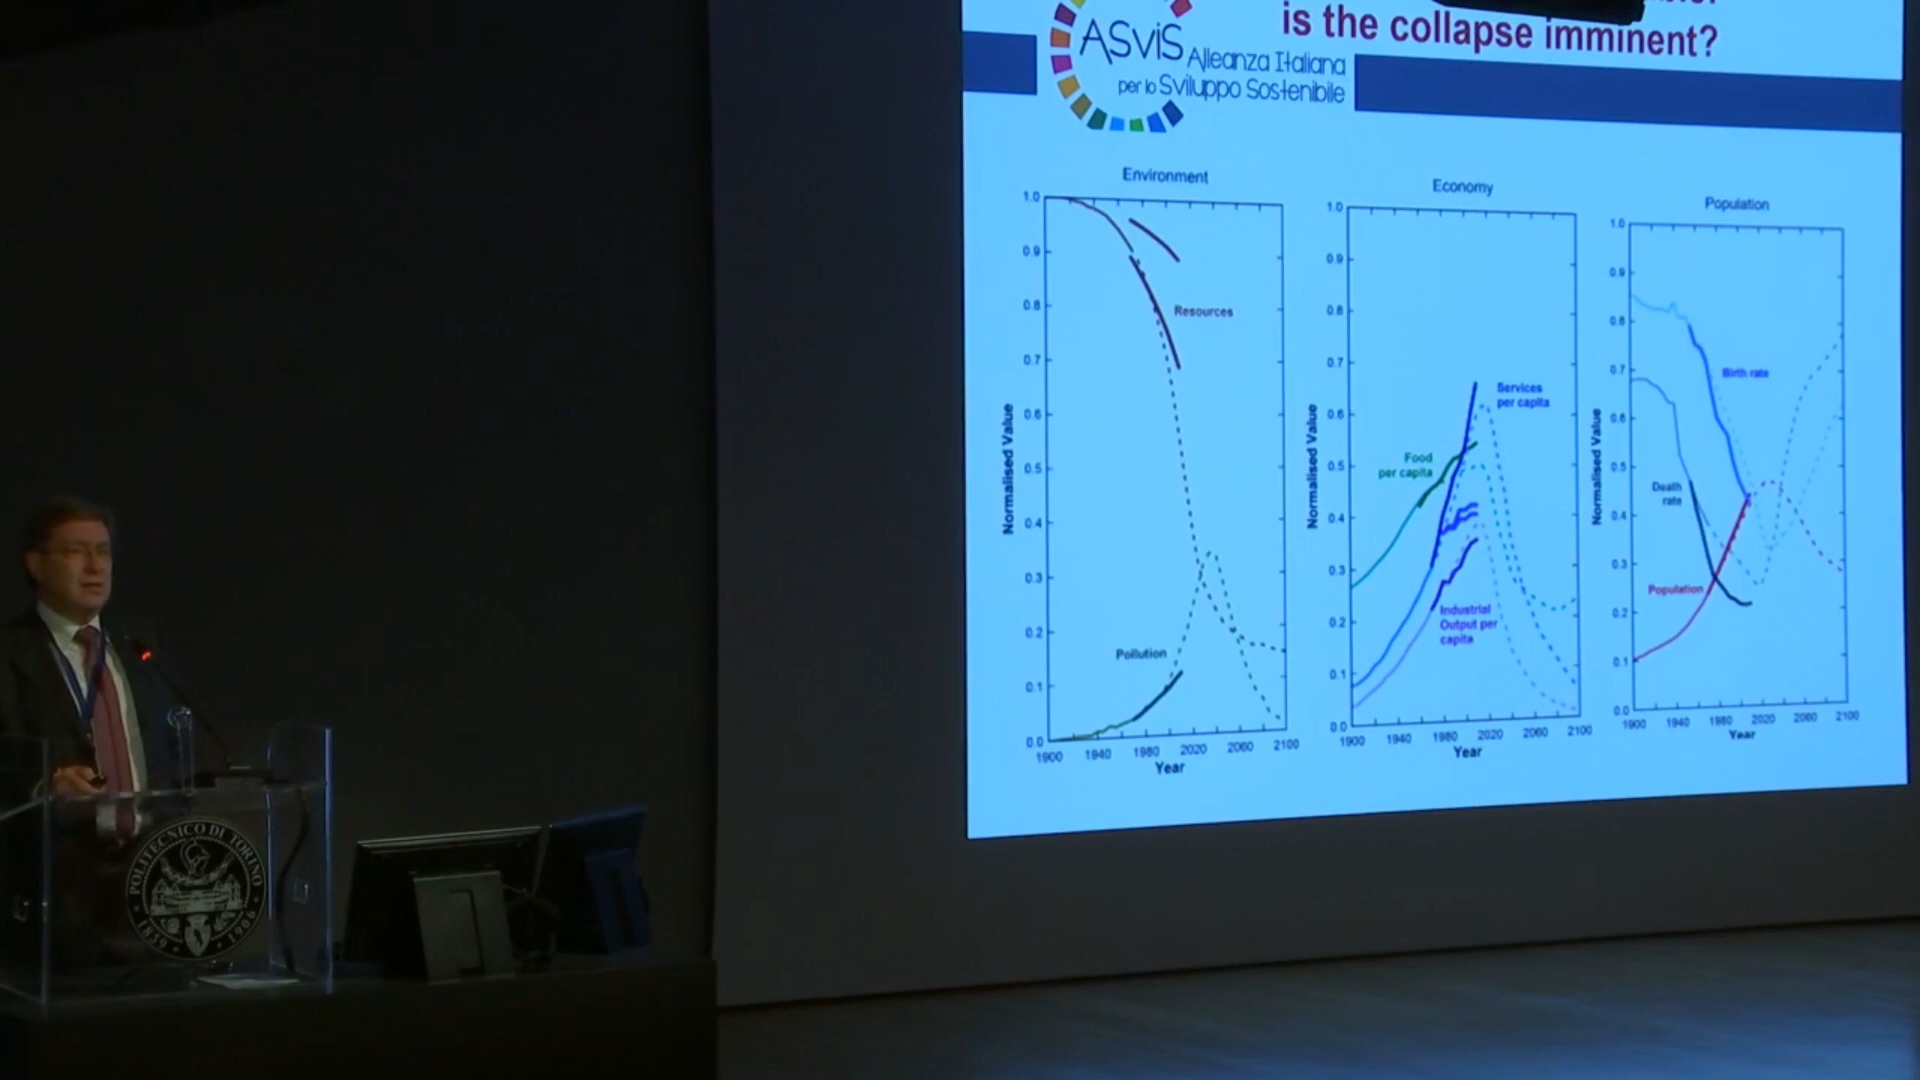 is the collapse imminent?
ASviS Alleanza Italiana
per lo Sviluppo Sostenibile
Environment
1.0
0.9
0.8
0.7
0.6
0.5
0.4
0.3
0.2
0.1
0.0
Normalised Value
Resources
Pollution
1900 1940 1980 2020 2060 2100
Year
Economy
1.0
0.9
0.8
0.7
0.6
0.5
0.4
0.3
0.2
0.1
0.0
Normalised Value
Services
per capita
Food
per capita
Industrial
Output per
capita
1900 1940 1980 2020 2060 2100
Year
Population
1.0
0.9
0.8
0.7
0.6
0.5
0.4
0.3
0.2
0.1
0.0
Normalised Value
Birth rate
Death
rate
Population
1900 1940 1980 2020 2060 2100
Year
POLITECNICO DI TORINO
1859 • 1906